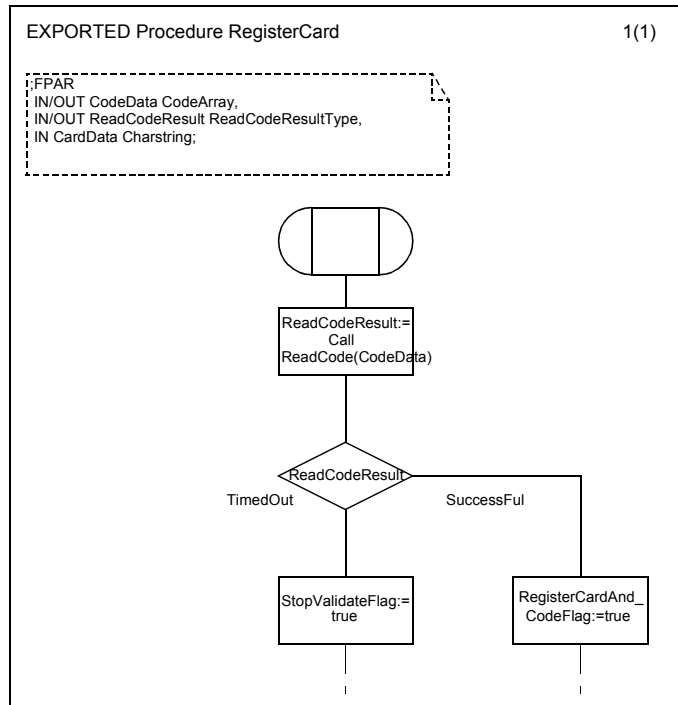 EXPORTED Procedure RegisterCard 1(1)
;FPAR
IN/OUT CodeData CodeArray,
IN/OUT ReadCodeResult ReadCodeResultType,
IN CardData Charstring;
ReadCodeResult:=
Call
ReadCode(CodeData)
ReadCodeResult
TimedOut
SuccessFul
StopValidateFlag:=
true
RegisterCardAnd_
CodeFlag:=true